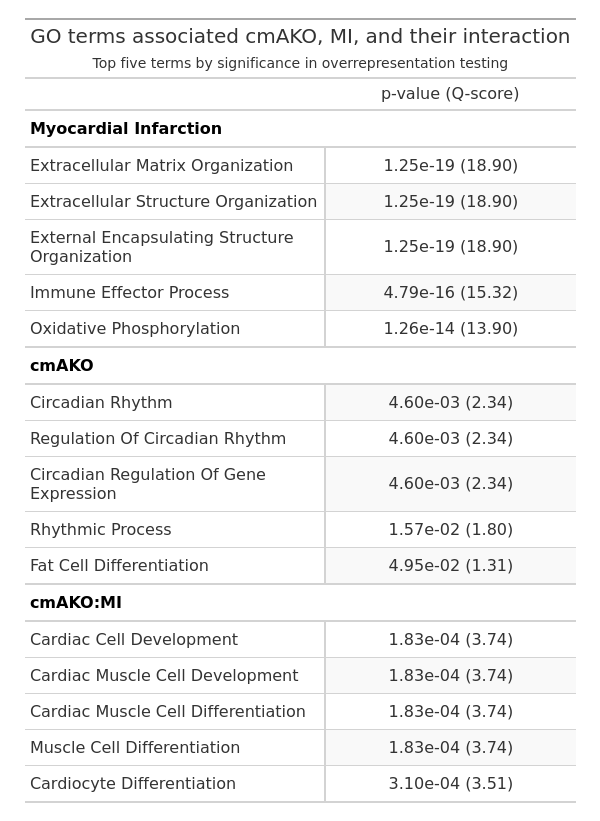 GO terms associated cmAKO, MI, and their interaction
Top five terms by significance in overrepresentation testing
p-value (Q-score)
Myocardial Infarction
Extracellular Matrix Organization 1.25e-19 (18.90)
Extracellular Structure Organization 1.25e-19 (18.90)
External Encapsulating Structure
Organization 1.25e-19 (18.90)
Immune Effector Process 4.79e-16 (15.32)
Oxidative Phosphorylation 1.26e-14 (13.90)
cmAKO
Circadian Rhythm 4.60e-03 (2.34)
Regulation Of Circadian Rhythm 4.60e-03 (2.34)
Circadian Regulation Of Gene
Expression 4.60e-03 (2.34)
Rhythmic Process 1.57e-02 (1.80)
Fat Cell Differentiation 4.95e-02 (1.31)
cmAKO:MI
Cardiac Cell Development 1.83e-04 (3.74)
Cardiac Muscle Cell Development 1.83e-04 (3.74)
Cardiac Muscle Cell Differentiation 1.83e-04 (3.74)
Muscle Cell Differentiation 1.83e-04 (3.74)
Cardiocyte Differentiation 3.10e-04 (3.51)